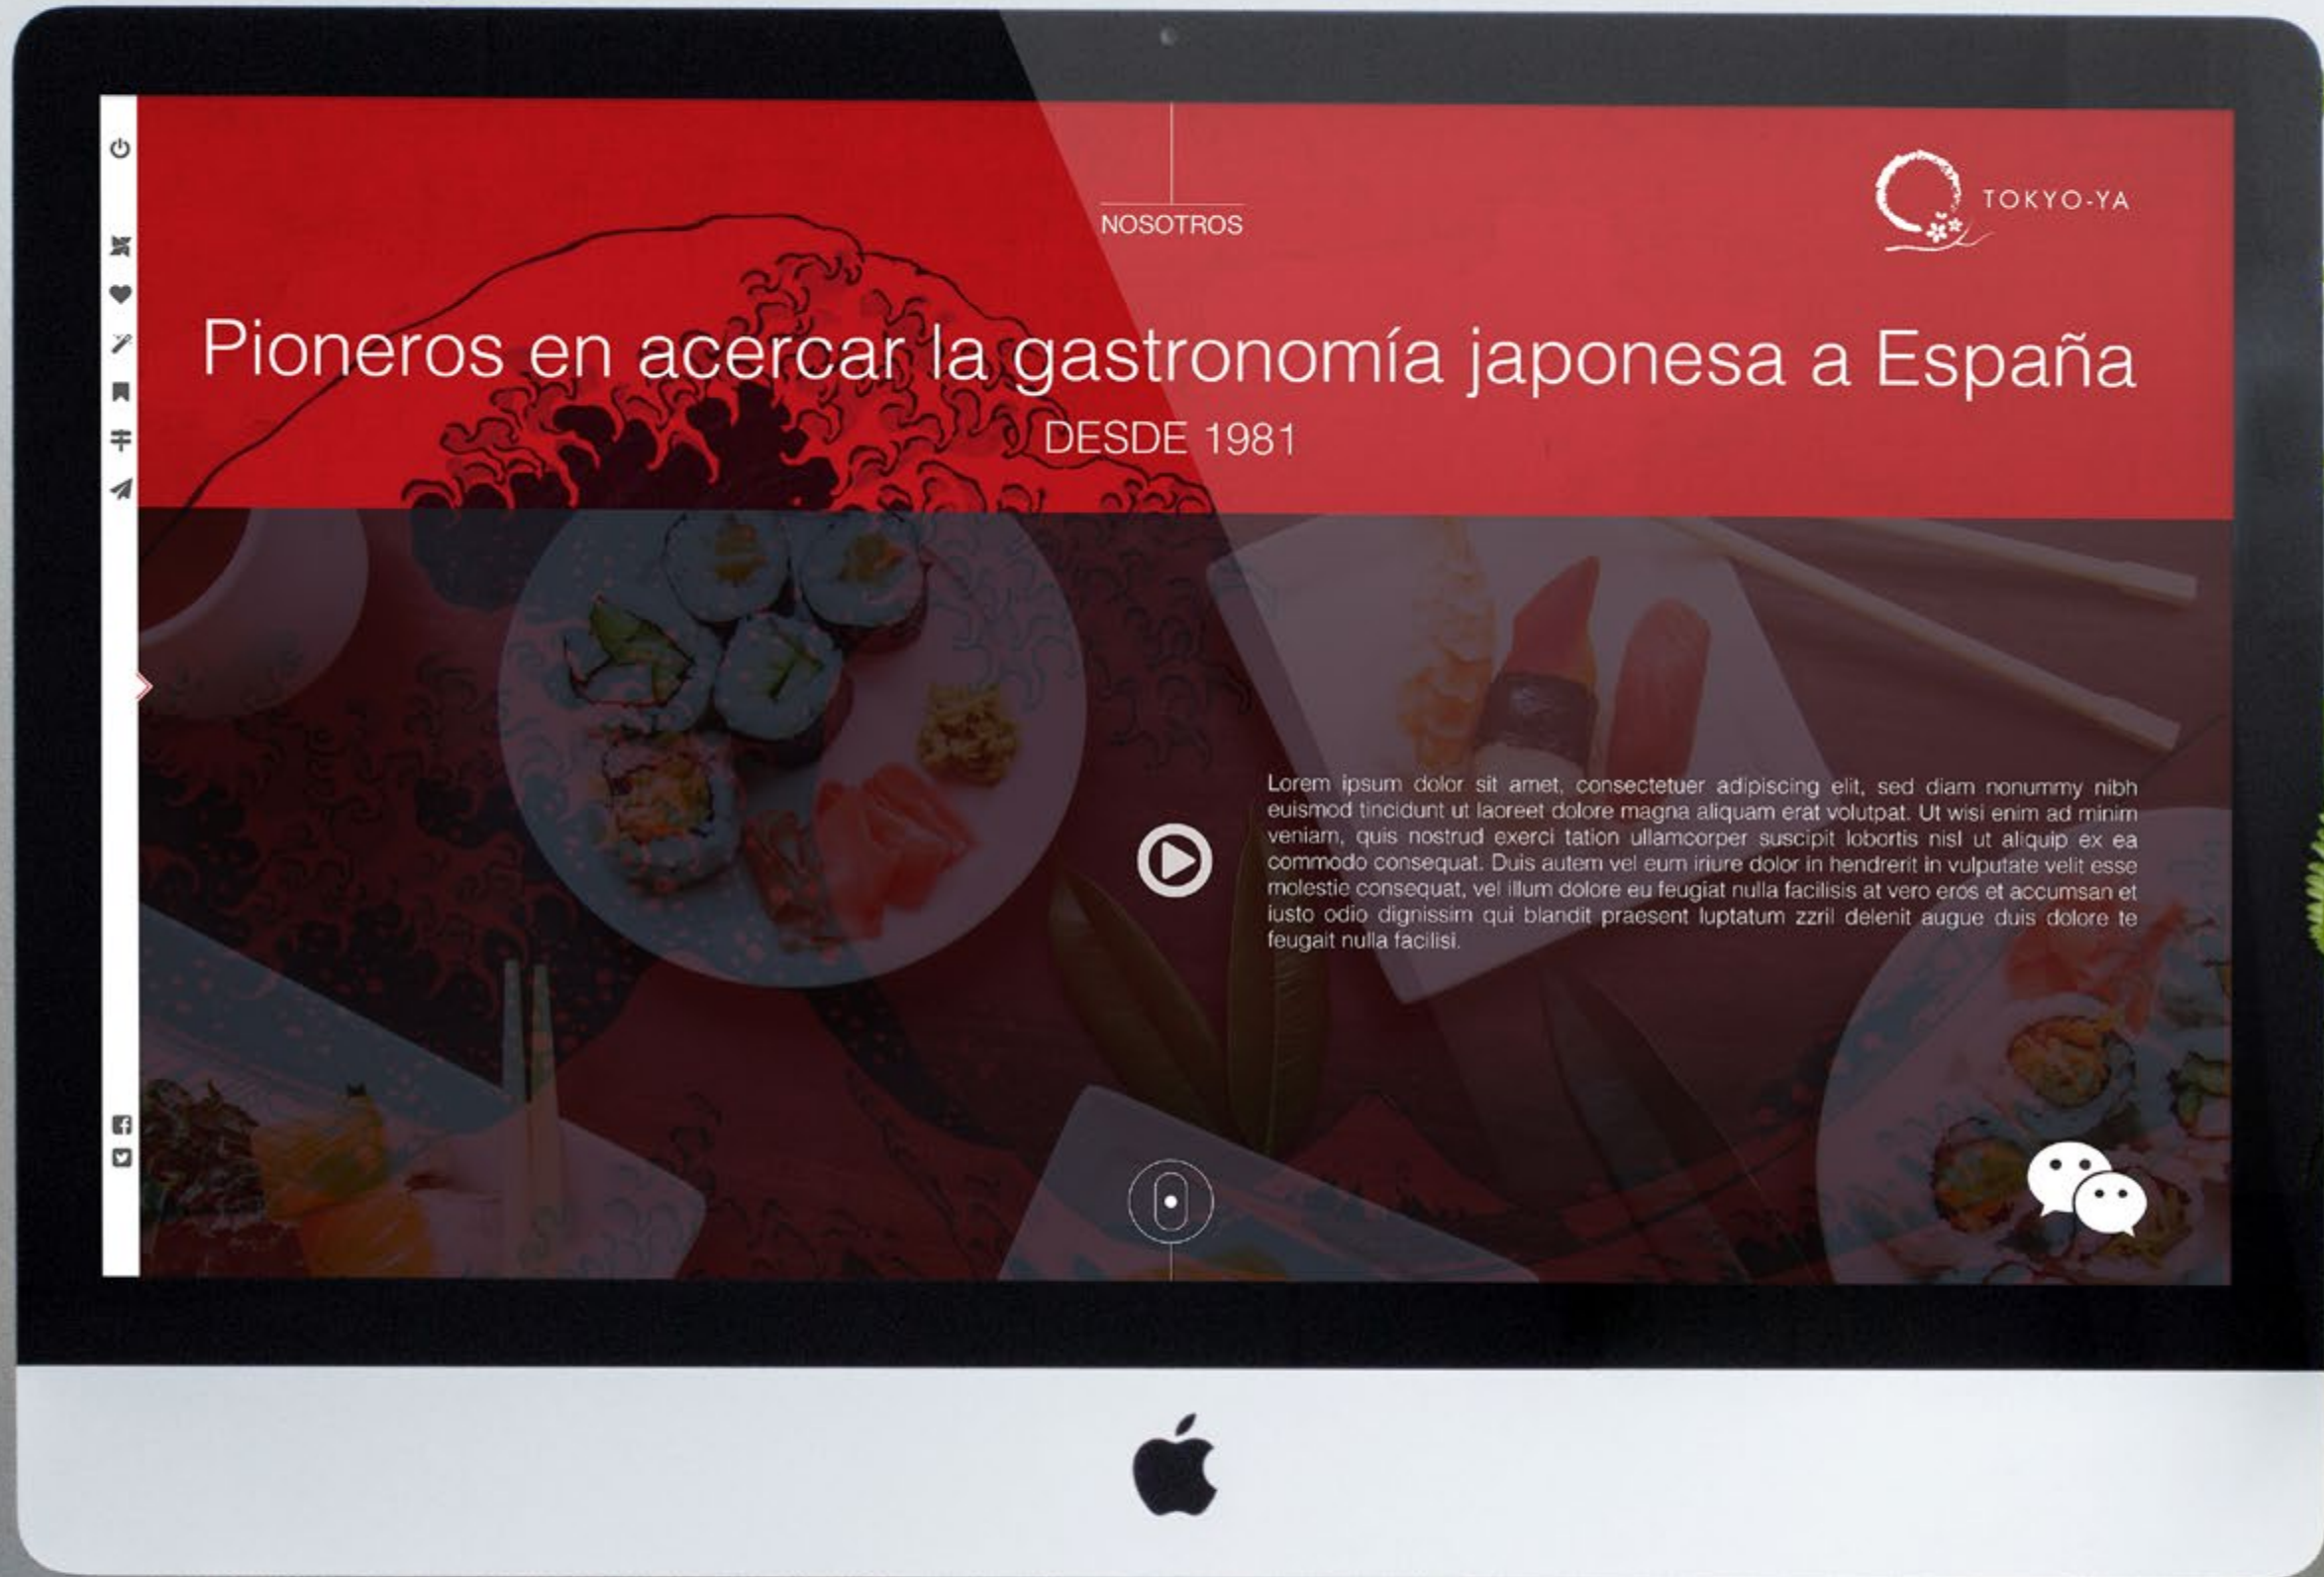 NOSOTROS
TOKYO-YA
Pioneros en acercar la gastronomía japonesa a España
DESDE 1981
Lorem ipsum dolor sit amet, consectetuer adipiscing elit, sed diam nonummy nibh
euismod tincidunt ut laoreet dolore magna aliquam erat volutpat. Ut wisi enim ad minim
veniam, quis nostrud exerci tation ullamcorper suscipit lobortis nisl ut aliquip ex ea
commodo consequat. Duis autem vel eum iriure dolor in hendrerit in vulputate velit esse
molestie consequat, vel illum dolore eu feugiat nulla facilisis at vero eros et accumsan et
iusto odio dignissim qui blandit praesent luptatum zzril delenit augue duis dolore te
feugait nulla facilisi.